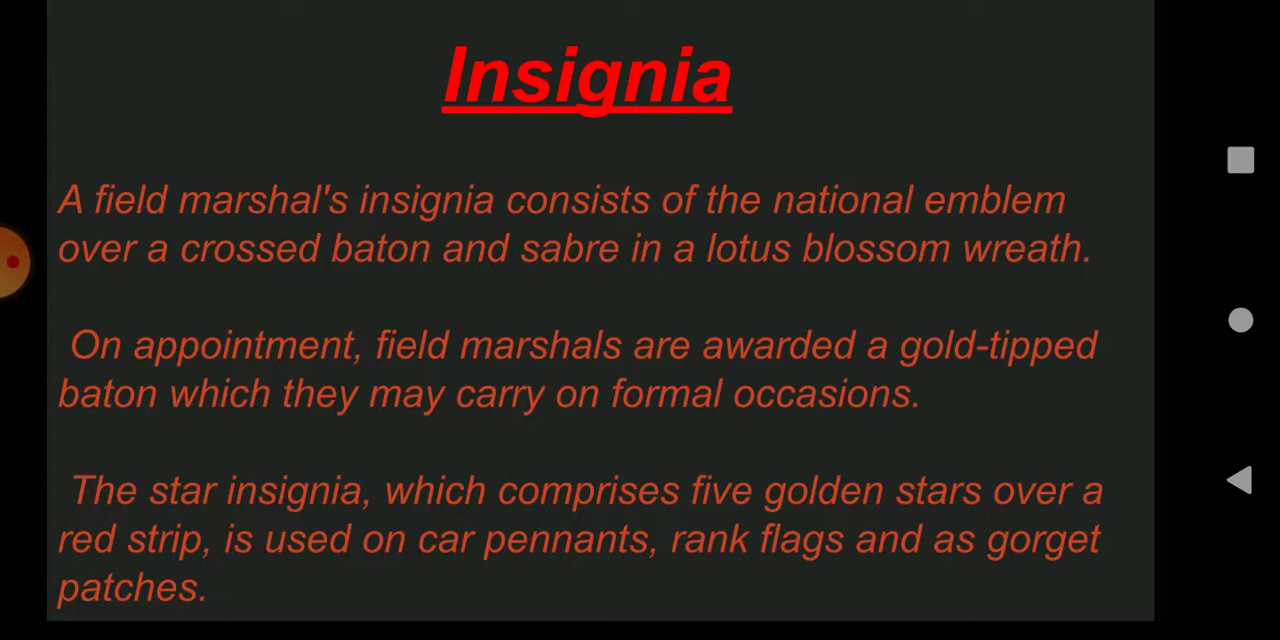 Insignia
A field marshal's insignia consists of the national emblem
over a crossed baton and sabre in a lotus blossom wreath.
On appointment, field marshals are awarded a gold-tipped
baton which they may carry on formal occasions.
The star insignia, which comprises five golden stars over a
red strip, is used on car pennants, rank flags and as gorget
patches.